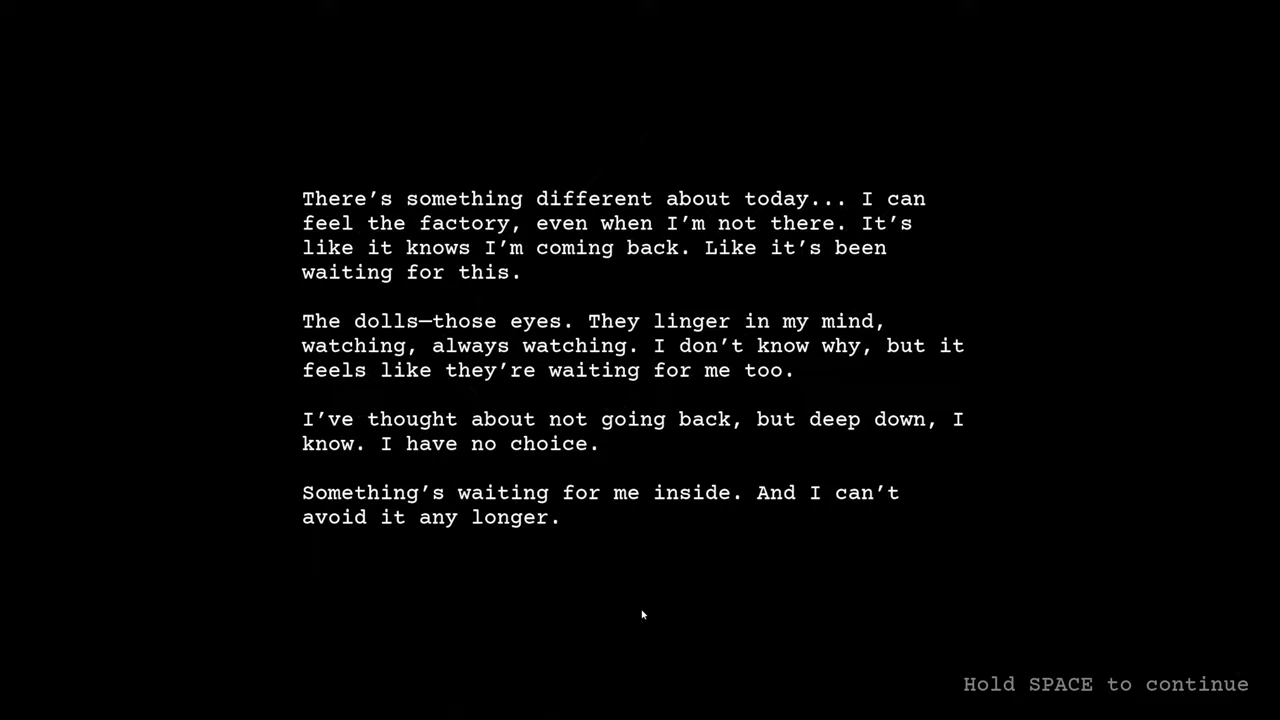 There’s something different about today... I can
feel the factory, even when I’m not there. It’s
like it knows I’m coming back. Like it’s been
waiting for this.
The dolls—those eyes. They linger in my mind,
watching, always watching. I don’t know why, but it
feels like they’re waiting for me too.
I’ve thought about not going back, but deep down, I
know. I have no choice.
Something’s waiting for me inside. And I can’t
avoid it any longer.
Hold SPACE to continue